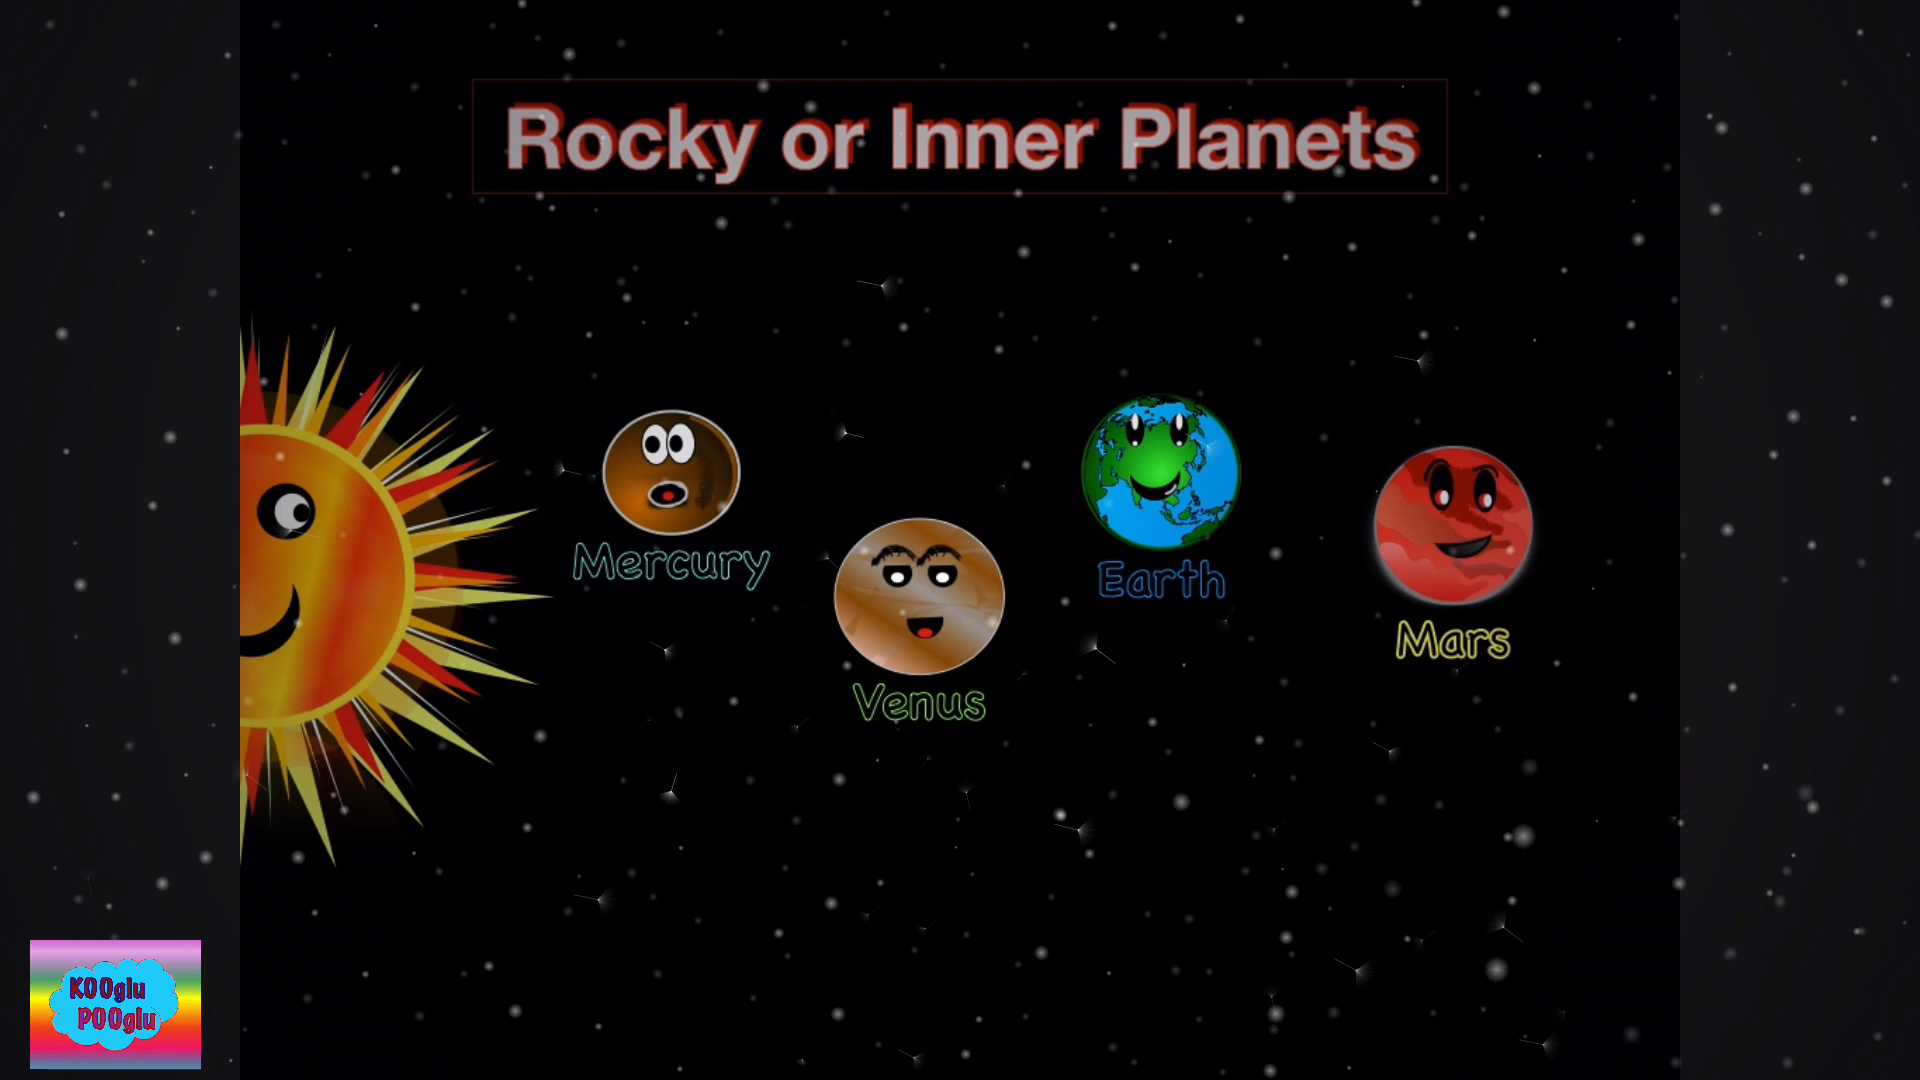 Rocky or Inner Planets
Mercury
Venus
Earth
Mars
KOOglu
POOglu